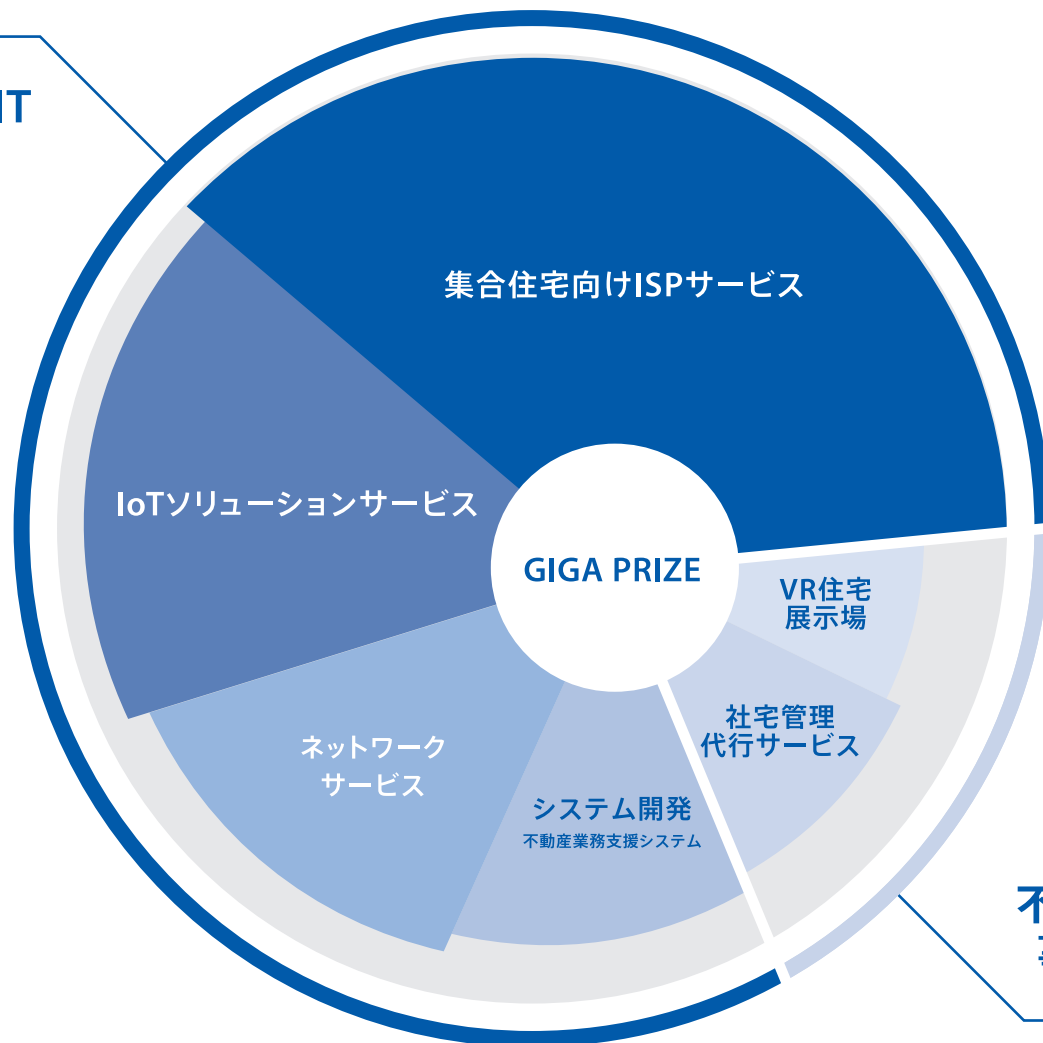 IT
集合住宅向けISPサービス
IoTソリューションサービス
GIGA PRIZE
VR住宅
展示場
社宅管理
代行サービス
ネットワーク
サービス
システム開発
不動産業務支援システム
不